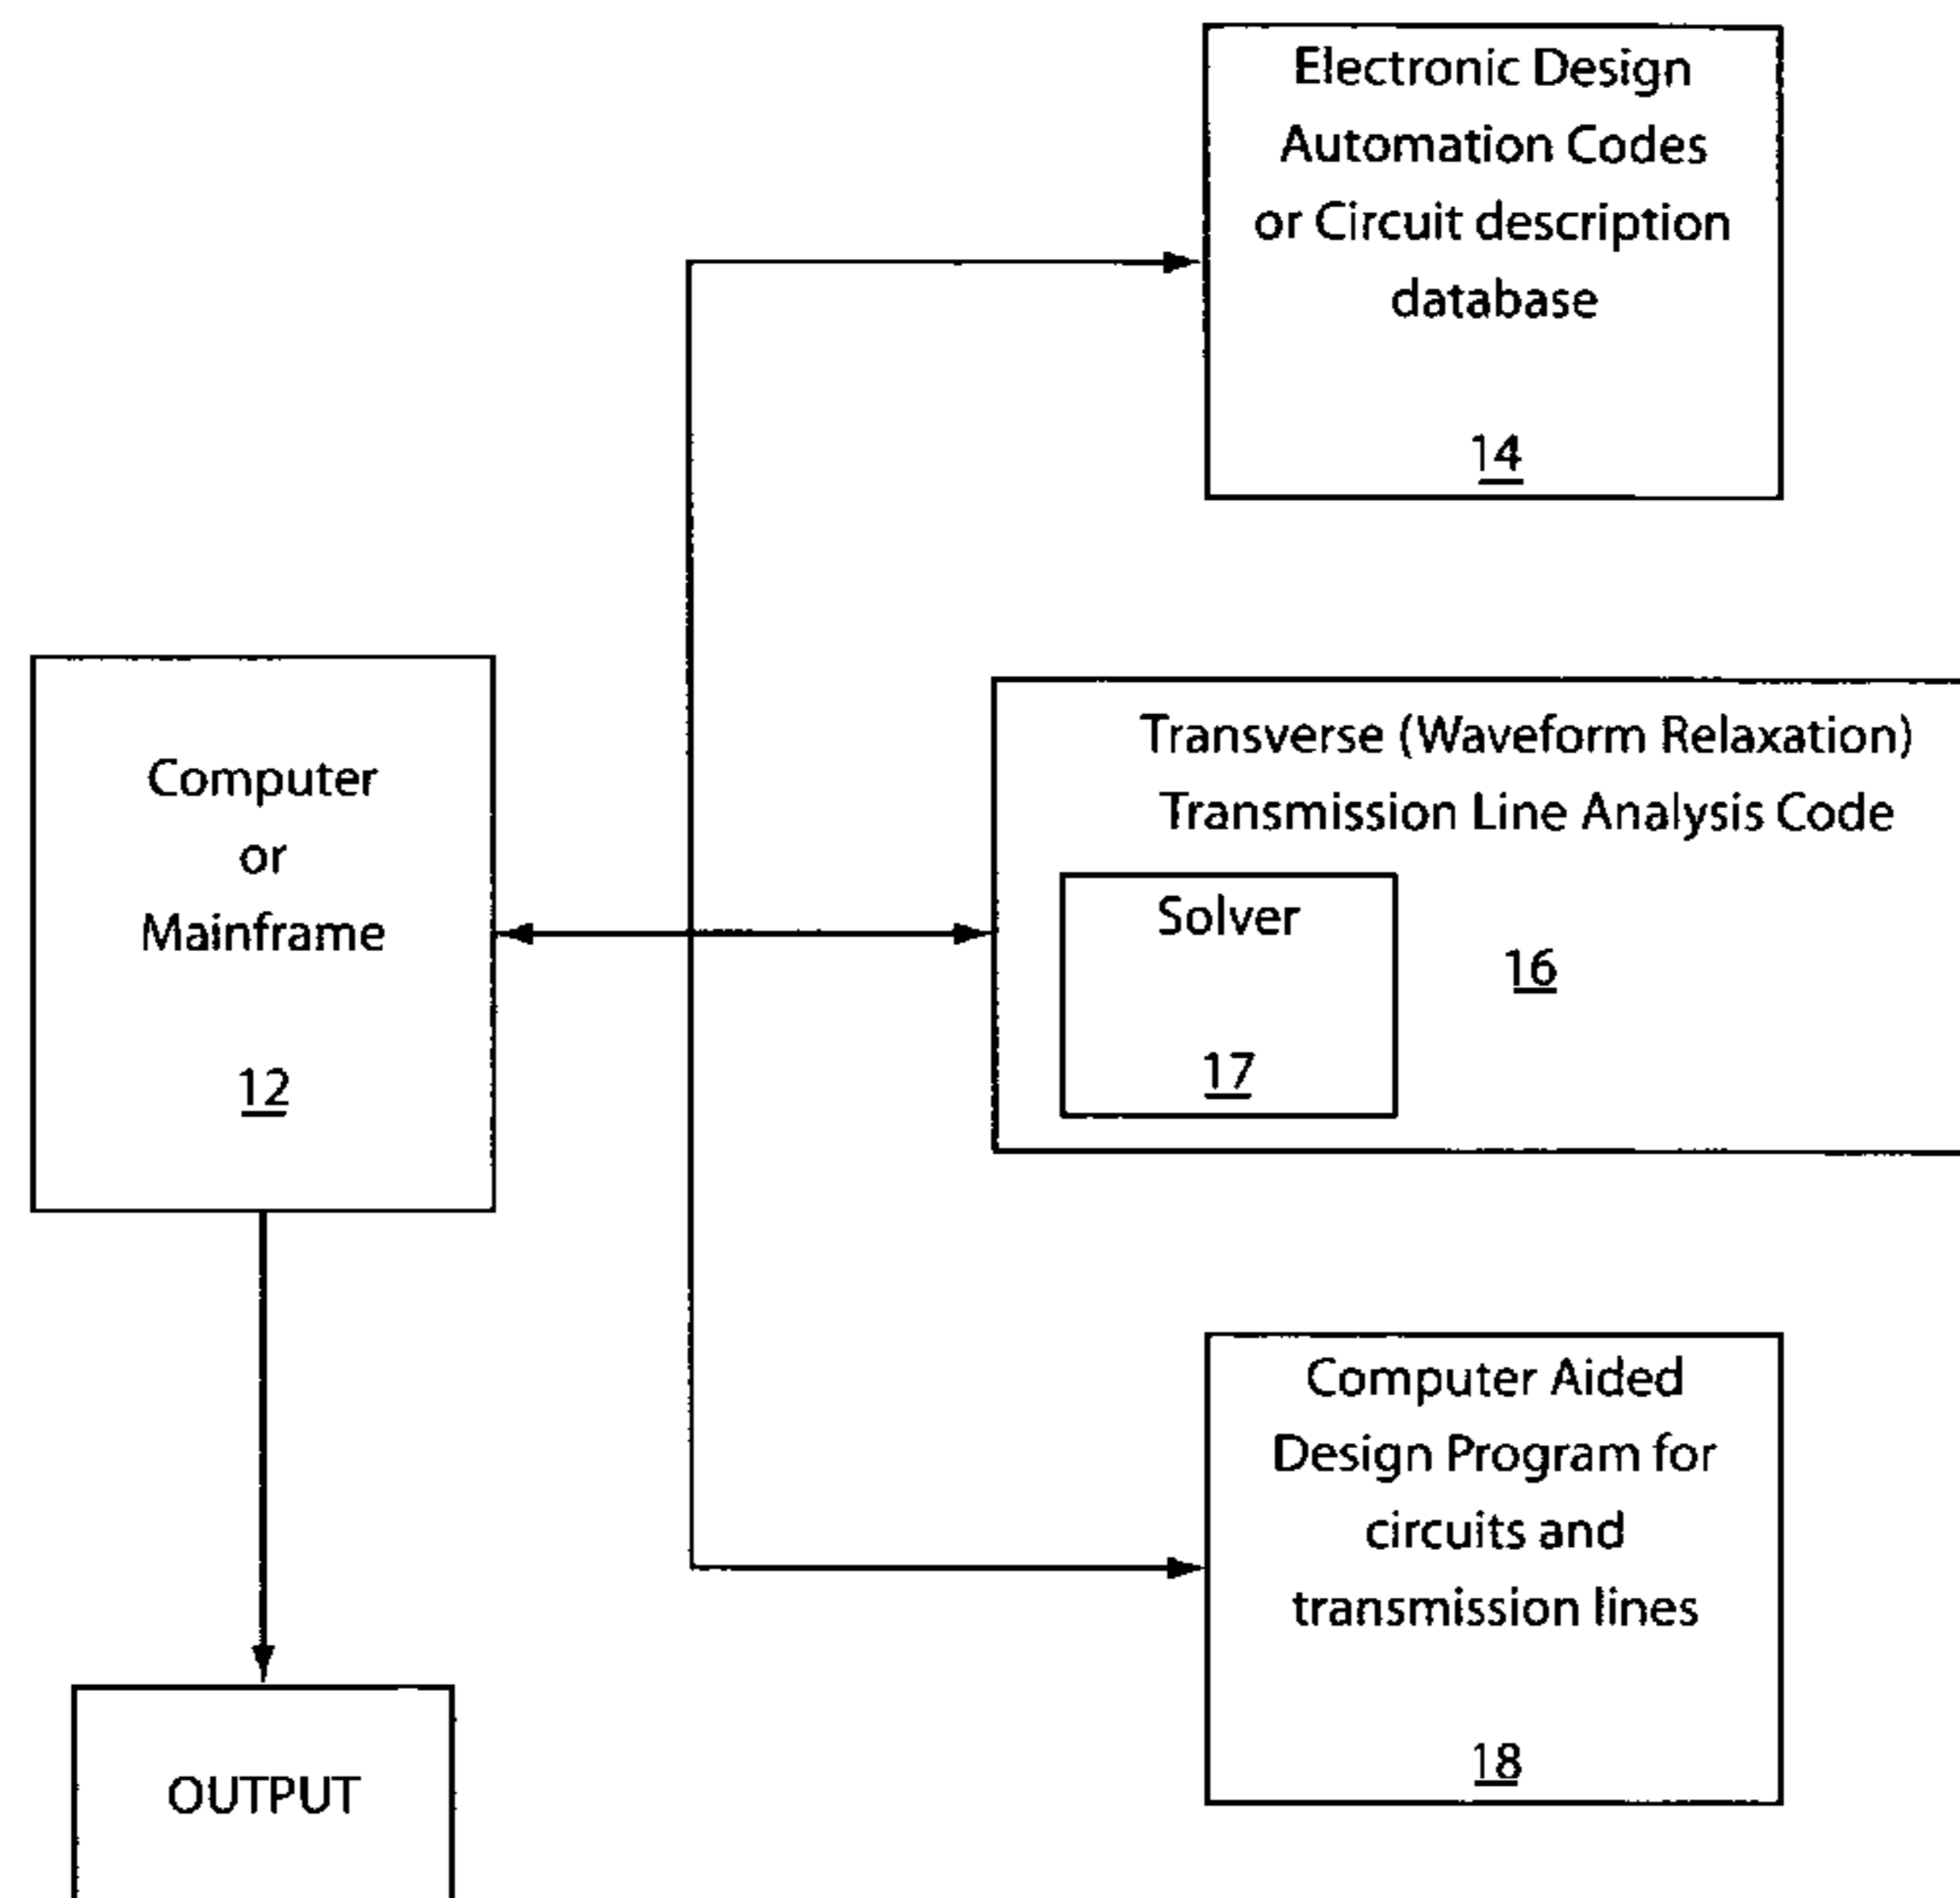 Electronic Design
Automation Codes
or Circuit description
database
14
Computer
or
Mainframe
12
Transverse (Waveform Relaxation)
Transmission Line Analysis Code
Solver
17
16
Computer Aided
Design Program for
circuits and
transmission lines
18
OUTPUT